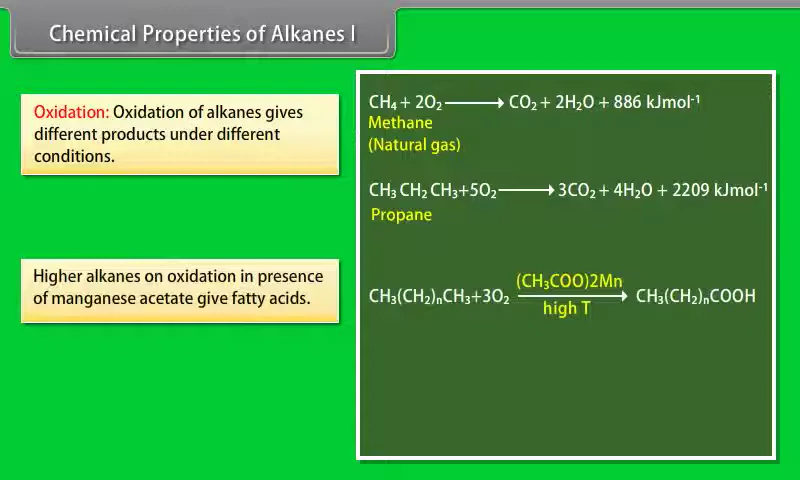 Chemical Properties of Alkanes I
Oxidation: Oxidation of alkanes gives
different products under different
conditions.
Higher alkanes on oxidation in presence
of manganese acetate give fatty acids.
CH₄ + 2O₂ ⟶ CO₂ + 2H₂O + 886 kJmol⁻¹
Methane
(Natural gas)
CH₃ CH₂ CH₃+5O₂ ⟶ 3CO₂ + 4H₂O + 2209 kJmol⁻¹
Propane
(CH₃COO)2Mn
CH₃(CH₂)ₙCH₃+3O₂ ⟶ CH₃(CH₂)ₙCOOH
high T